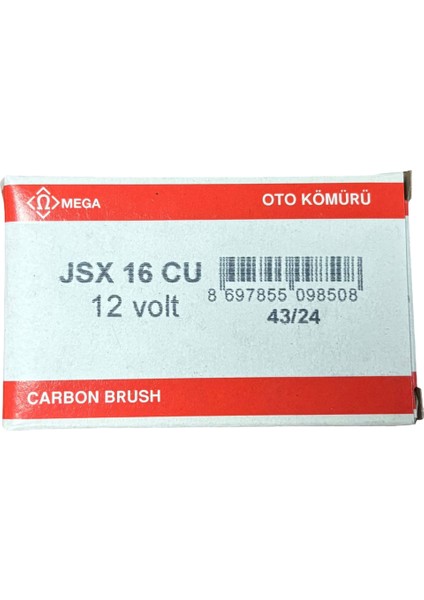 MEGA
OTO KÖMÜRÜ
JSX 16 CU
12 volt
8 697855 098508
43/24
CARBON BRUSH